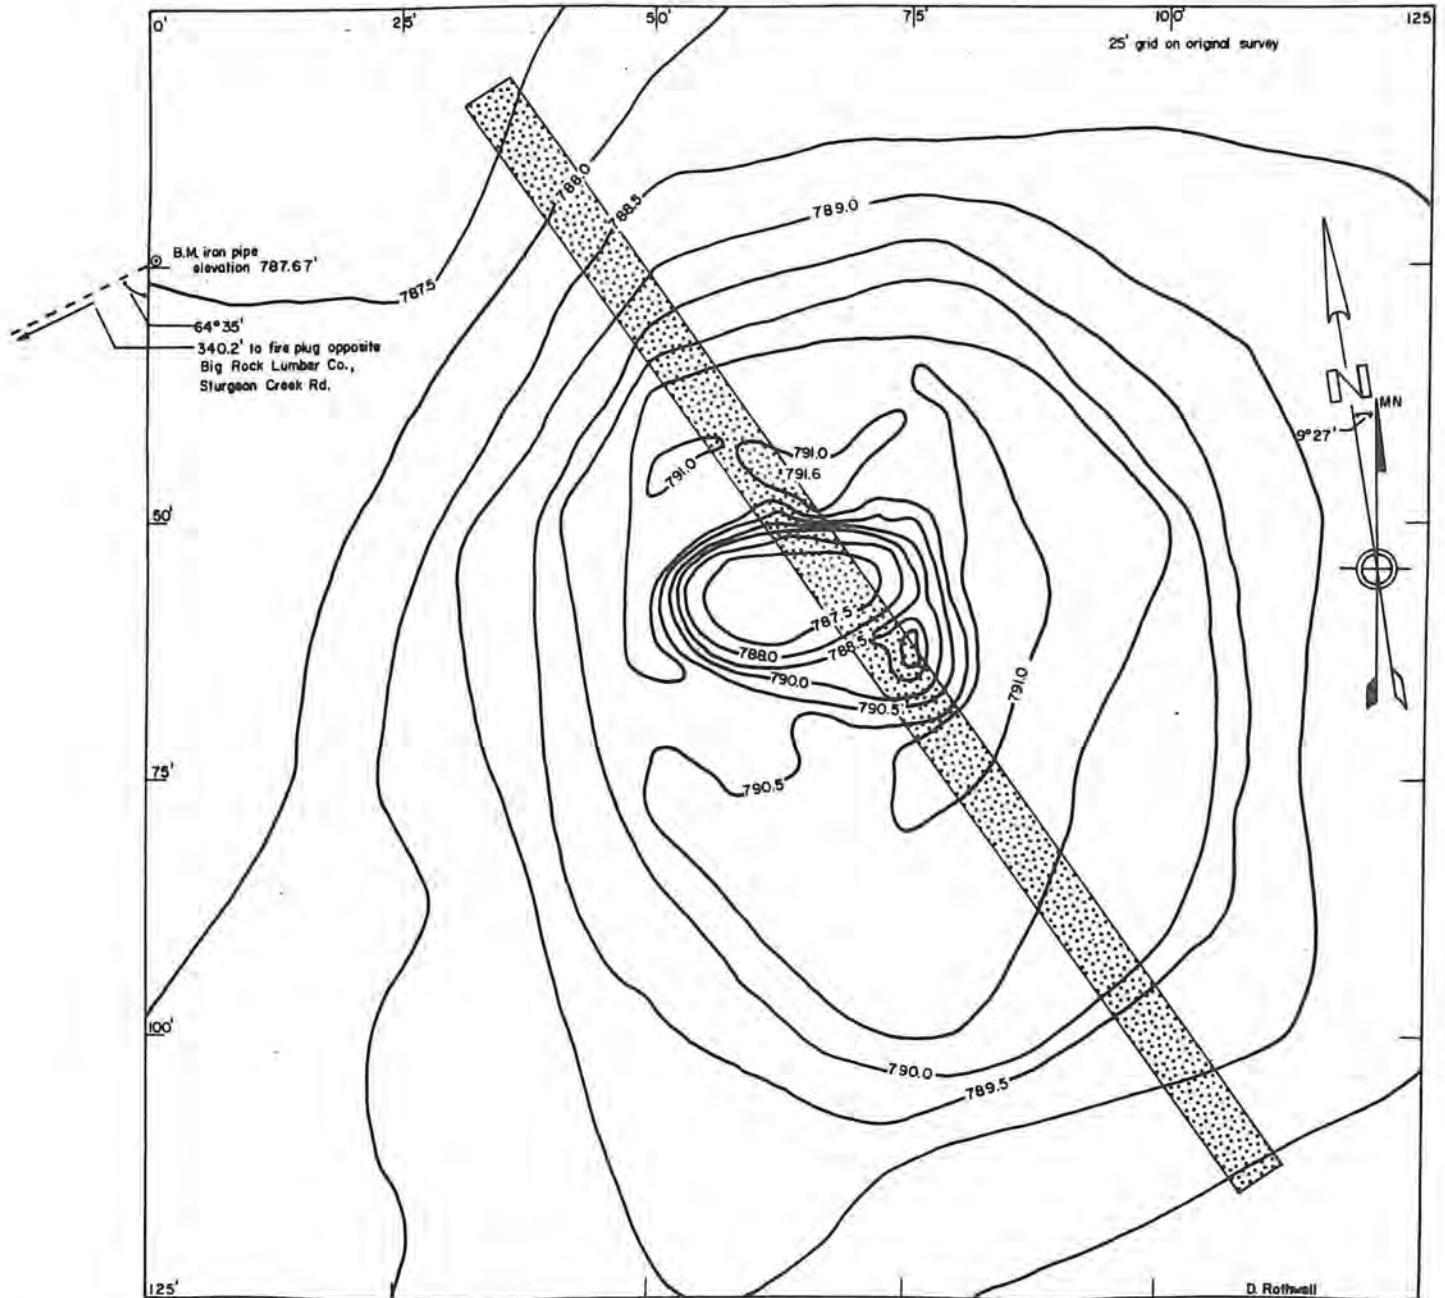 0' 25' 50' 75' 100' 125
25' grid on original survey
788.0
788.5
789.0
B.M. iron pipe
elevation 787.67'
787.5
64°35'
340.2' to fire plug opposite
Big Rock Lumber Co.,
Sturgeon Creek Rd.
N
MN
9°27'
791.0
791.0
791.6
50'
787.5
788.0
788.5
790.0
790.5
791.0
75'
790.5
100'
790.0
789.5
125'
D. Rothwell